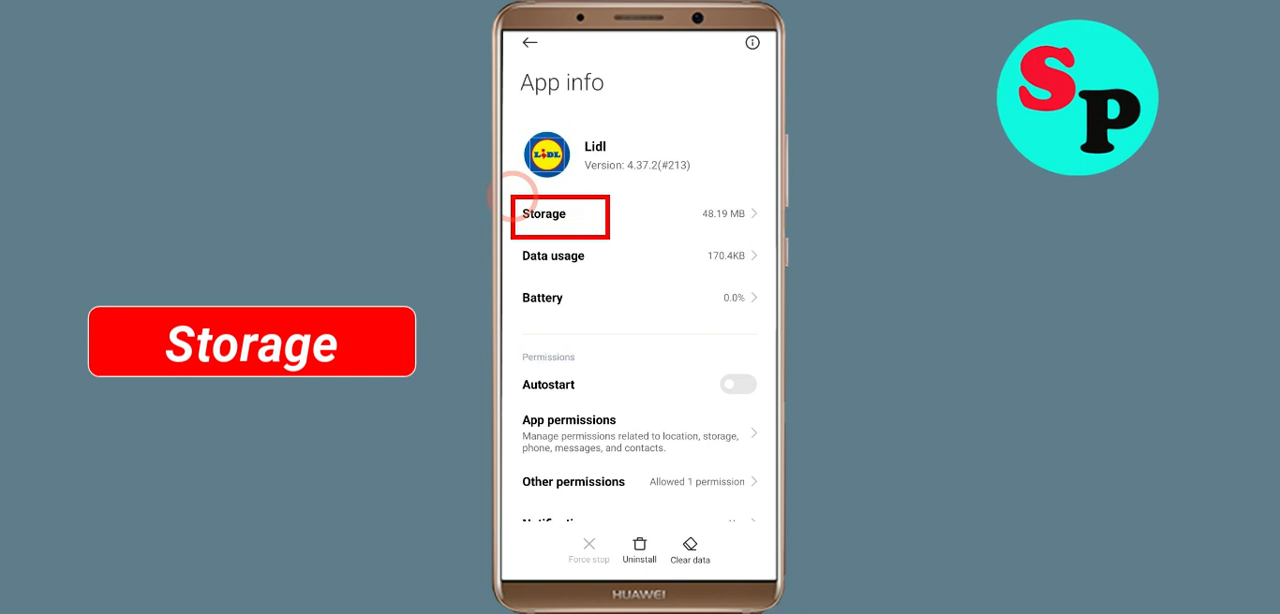 App info
LiDL
Lidl
Version: 4.37.2(#213)
Storage 48.19 MB
Data usage 170.4KB
Battery 0.0%
Permissions
Autostart
App permissions
Manage permissions related to location, storage,
phone, messages, and contacts.
Other permissions Allowed 1 permission
Force stop Uninstall Clear data
HUAWEI
Storage
SP